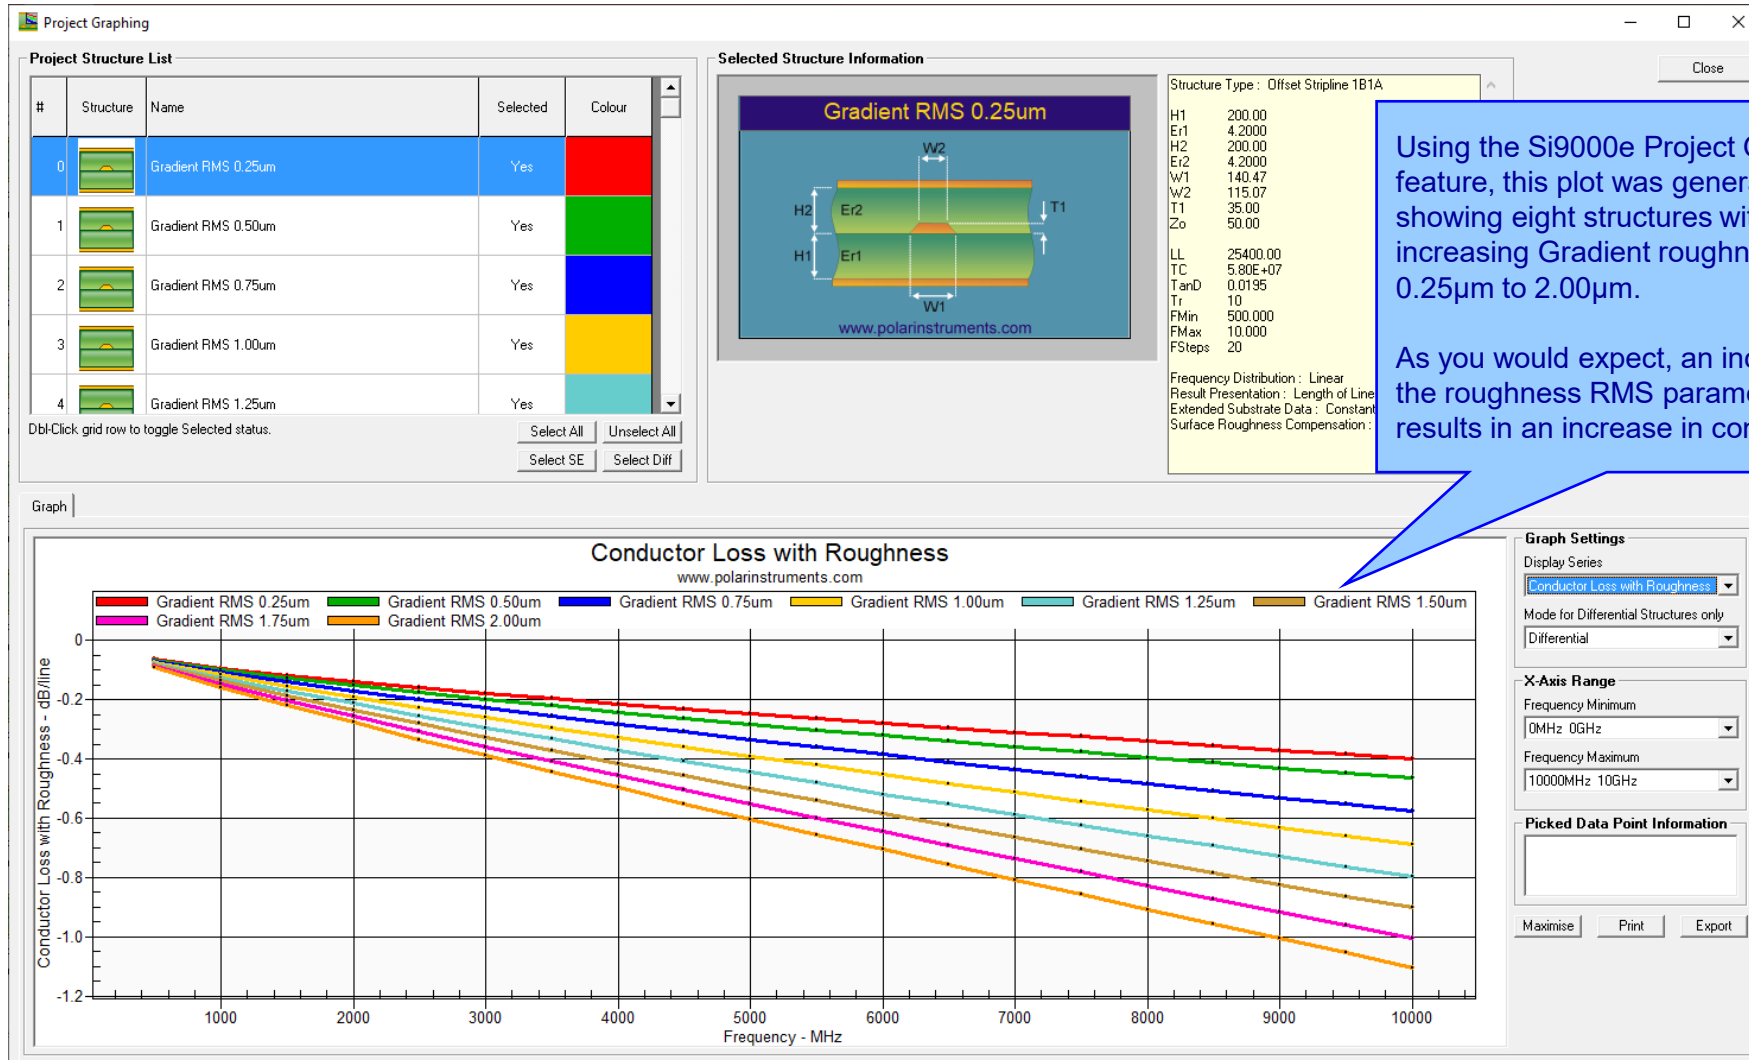 Project Graphing
Project Structure List
# Structure Name Selected Colour
0 Gradient RMS 0.25um Yes
1 Gradient RMS 0.50um Yes
2 Gradient RMS 0.75um Yes
3 Gradient RMS 1.00um Yes
4 Gradient RMS 1.25um Yes
Dbl-Click grid row to toggle Selected status.
Select All Unselect All
Select SE Select Diff
Selected Structure Information
Gradient RMS 0.25um
W2
H2 Er2 T1
H1 Er1
W1
www.polarinstruments.com
Structure Type : Offset Stripline 1B1A
H1 200.00
Er1 4.2000
H2 200.00
Er2 4.2000
W1 140.47
W2 115.07
T1 35.00
Zo 50.00
LL 25400.00
TC 5.80E+07
TanD 0.0195
Tr 10
FMin 500.000
FMax 10.000
FSteps 20
Frequency Distribution : Linear
Result Presentation : Length of Line
Extended Substrate Data : Constant
Surface Roughness Compensation :
Close
Using the Si9000e Project
feature, this plot was
showing eight structures
increasing Gradient
0.25µm to 2.00µm.
As you would expect, an
the roughness RMS
results in an increase in
Graph
Conductor Loss with Roughness
www.polarinstruments.com
Gradient RMS 0.25um Gradient RMS 0.50um Gradient RMS 0.75um Gradient RMS 1.00um Gradient RMS 1.25um Gradient RMS 1.50um
Gradient RMS 1.75um Gradient RMS 2.00um
Conductor Loss with Roughness - dB/line
0
-0.2
-0.4
-0.6
-0.8
-1.0
-1.2
1000 2000 3000 4000 5000 6000 7000 8000 9000 10000
Frequency - MHz
Graph Settings
Display Series
Conductor Loss with Roughness
Mode for Differential Structures only
Differential
X-Axis Range
Frequency Minimum
0MHz 0GHz
Frequency Maximum
10000MHz 10GHz
Picked Data Point Information
Maximise Print Export